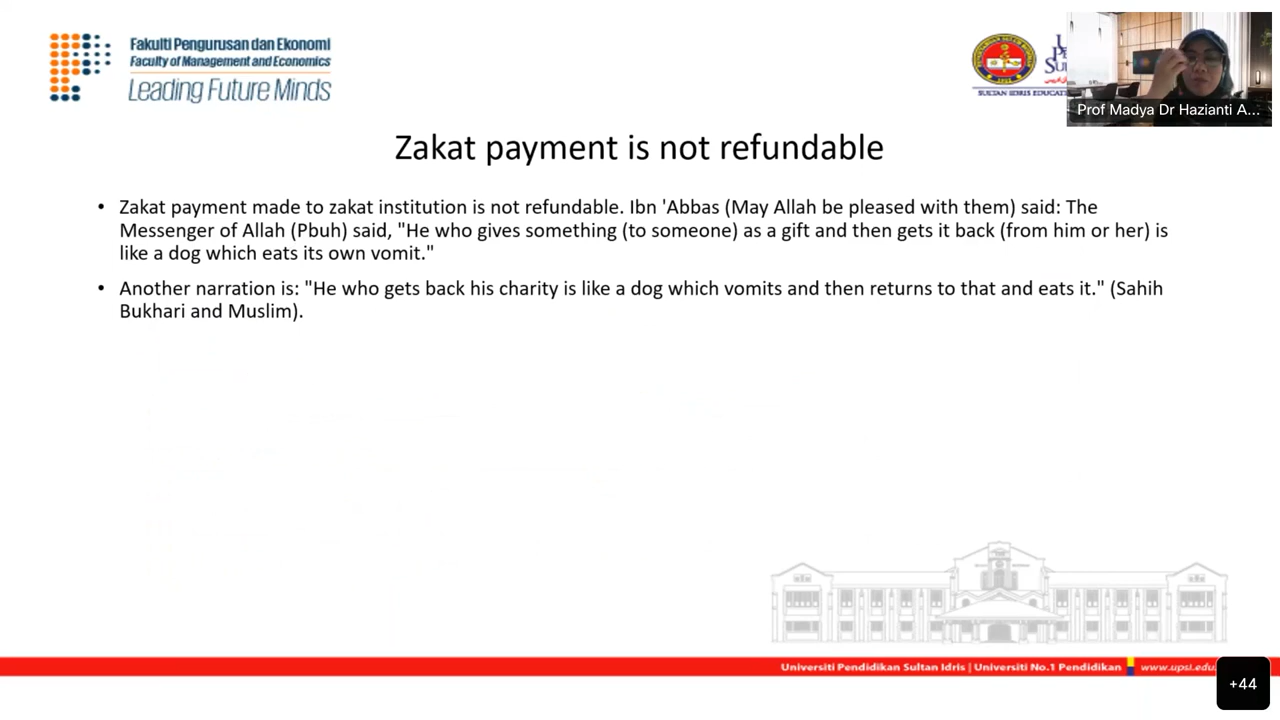 Fakulti Pengurusan dan Ekonomi
Faculty of Management and Economics
Leading Future Minds
SULTAN IDRIS
Prof Madya Dr Hazianti A...
Zakat payment is not refundable
• Zakat payment made to zakat institution is not refundable. Ibn 'Abbas (May Allah be pleased with them) said: The
Messenger of Allah (Pbuh) said, "He who gives something (to someone) as a gift and then gets it back (from him or her) is
like a dog which eats its own vomit."
• Another narration is: "He who gets back his charity is like a dog which vomits and then returns to that and eats it." (Sahih
Bukhari and Muslim).
Universiti Pendidikan Sultan Idris | Universiti No.1 Pendidikan
www.upsi.edu.
+44